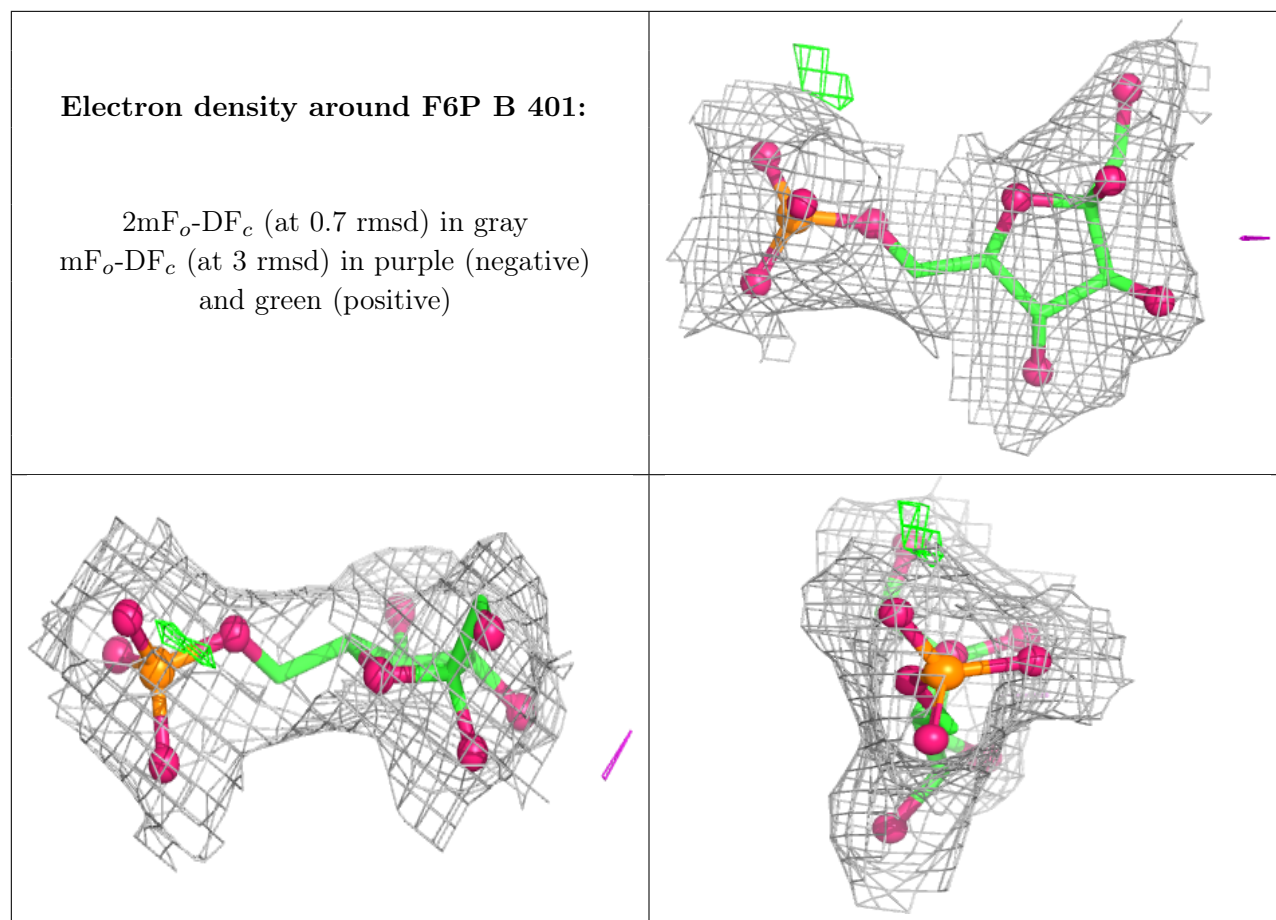 Electron density around F6P B 401:
2mFo-DFc (at 0.7 rmsd) in gray
mFo-DFc (at 3 rmsd) in purple (negative)
and green (positive)